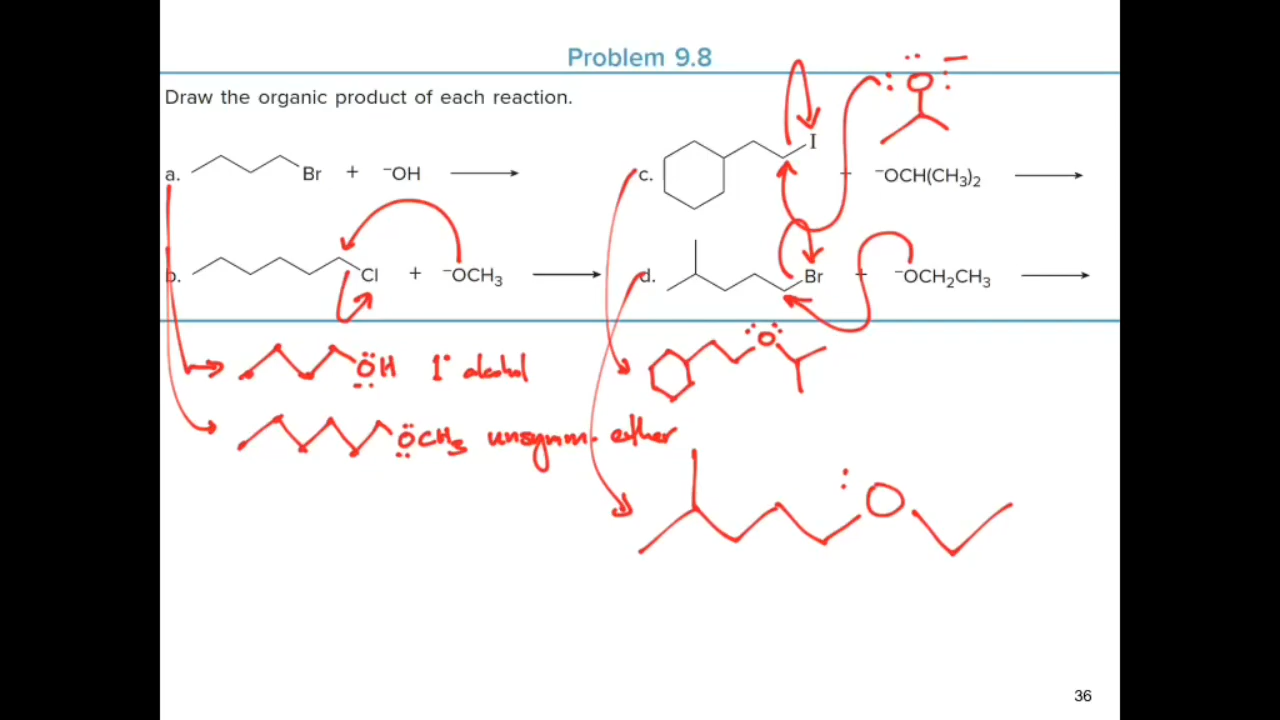 Problem 9.8
Draw the organic product of each reaction.
a. Br + ⁻OH
b. Cl + ⁻OCH₃
c. I + ⁻OCH(CH₃)₂
O⁻
d. Br + ⁻OCH₂CH₃
ÖH 1° alcohol
ÖCH₃ unsymm. ether
O
O
36